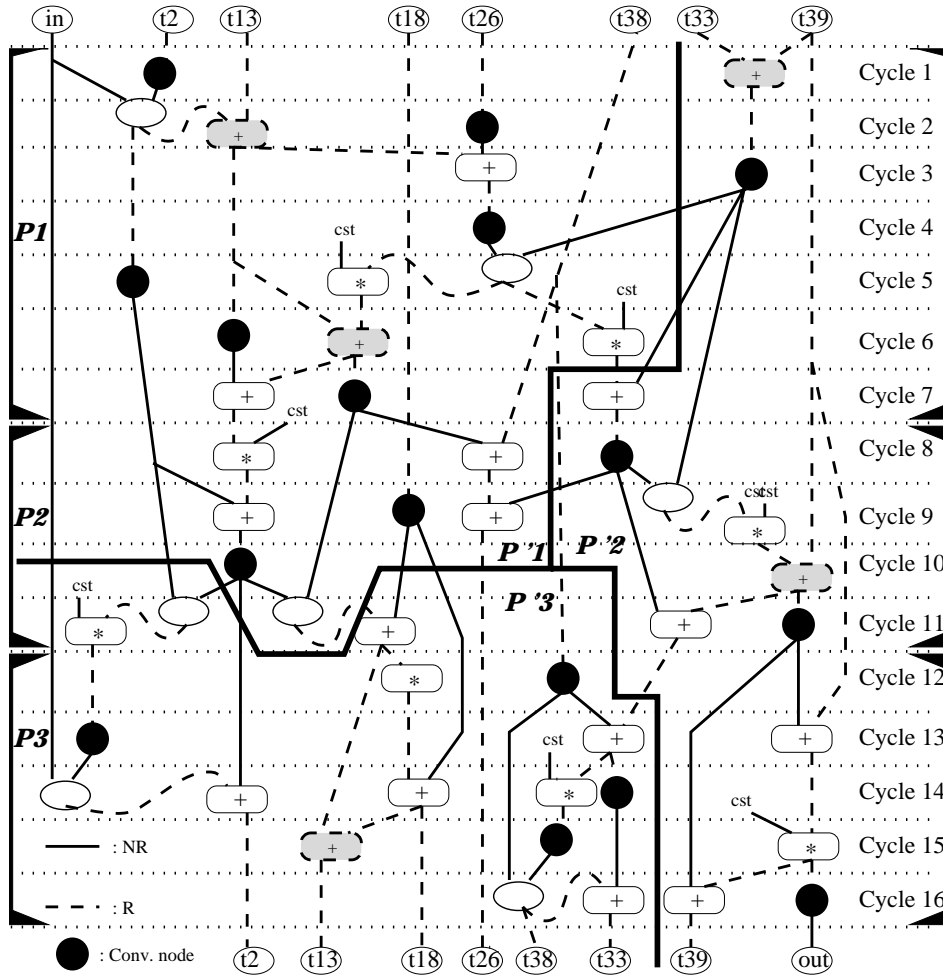 in t2 t13 t18 t26 t38 t33 t39
+ Cycle 1
+ Cycle 2
+ Cycle 3
P1 cst Cycle 4
* cst Cycle 5
+ * Cycle 6
+ + Cycle 7
cst
* + Cycle 8
P2 + + cst cst * Cycle 9
P'1 P'2
cst P'3 + Cycle 10
* + + Cycle 11
* Cycle 12
P3 cst + + Cycle 13
+ + * cst Cycle 14
: NR + * Cycle 15
: R + + Cycle 16
: Conv. node t2 t13 t18 t26 t38 t33 t39 out